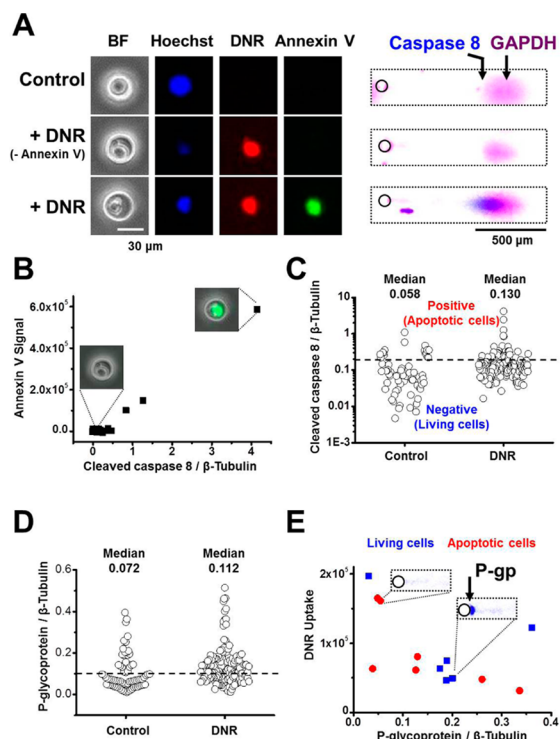 A
BF Hoechst DNR Annexin V
Caspase 8 GAPDH
Control
+ DNR
(- Annexin V)
+ DNR
30 µm
500 µm
B
Annexin V Signal
6.0x10⁵
4.0x10⁵
2.0x10⁵
0.0
0 1 2 3 4
Cleaved caspase 8 / β-Tubulin
C
Cleaved caspase 8 / β-Tubulin
Median
0.058
Median
0.130
Positive
(Apoptotic cells)
Negative
(Living cells)
10
1
0.1
0.01
1E-3
Control DNR
D
P-glycoprotein / β-Tubulin
Median
0.072
Median
0.112
0.6
0.5
0.4
0.3
0.2
0.1
0.0
Control DNR
E
Living cells Apoptotic cells
P-gp
DNR Uptake
2x10⁵
1x10⁵
0
0.0 0.1 0.2 0.3 0.4
P-glycoprotein / β-Tubulin